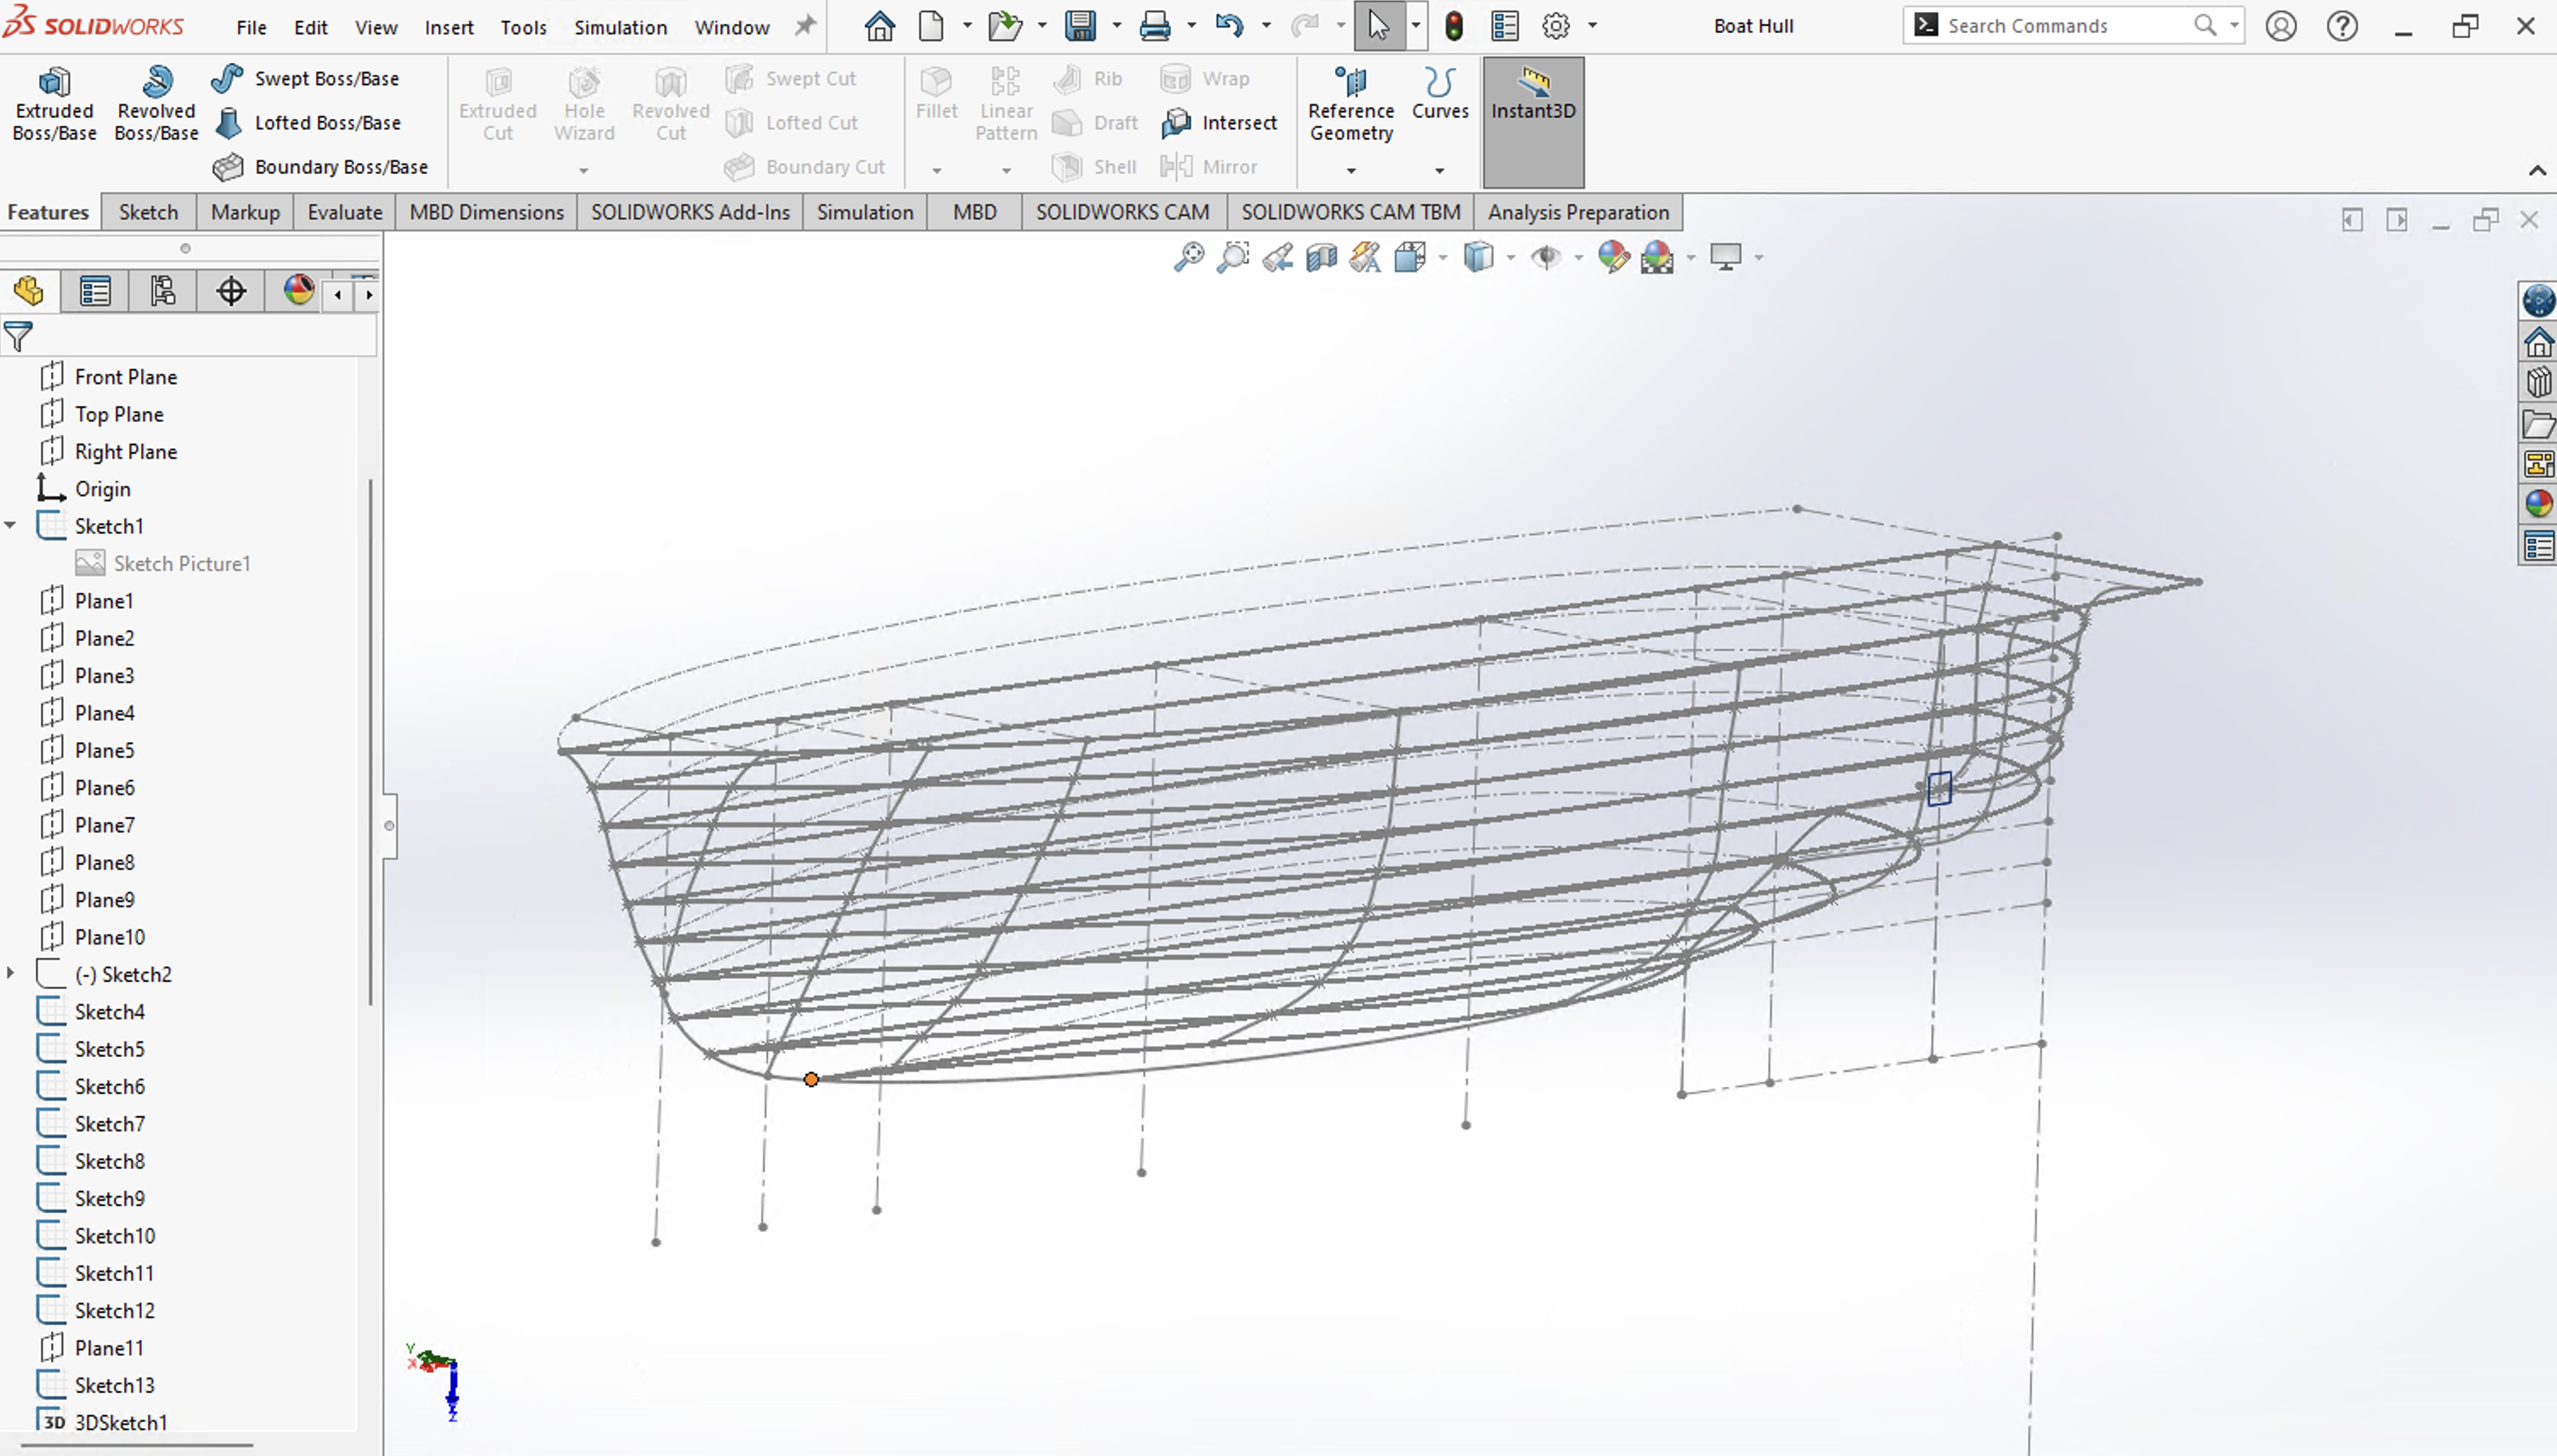 SOLIDWORKS File Edit View Insert Tools Simulation Window Boat Hull Search Commands
Extruded Boss/Base
Revolved Boss/Base
Swept Boss/Base
Lofted Boss/Base
Boundary Boss/Base
Extruded Cut
Hole Wizard
Revolved Cut
Swept Cut
Lofted Cut
Boundary Cut
Fillet
Linear Pattern
Rib
Draft
Shell
Wrap
Intersect
Mirror
Reference Geometry
Curves
Instant3D
Features Sketch Markup Evaluate MBD Dimensions SOLIDWORKS Add-Ins Simulation MBD SOLIDWORKS CAM SOLIDWORKS CAM TBM Analysis Preparation
Front Plane
Top Plane
Right Plane
Origin
Sketch1
Sketch Picture1
Plane1
Plane2
Plane3
Plane4
Plane5
Plane6
Plane7
Plane8
Plane9
Plane10
(-) Sketch2
Sketch4
Sketch5
Sketch6
Sketch7
Sketch8
Sketch9
Sketch10
Sketch11
Sketch12
Plane11
Sketch13
3D 3DSketch1
Y
X
Z